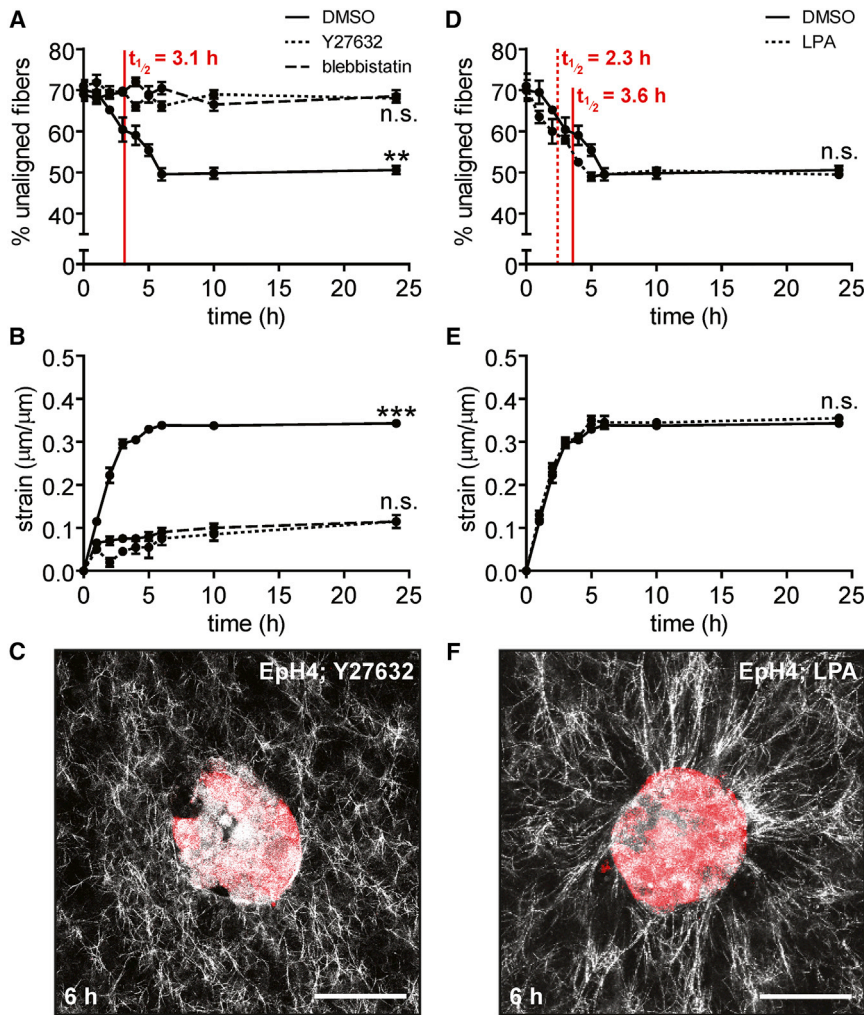 A
DMSO
Y27632
blebbistatin
% unaligned fibers
80
70
60
50
40
0
t1/2 = 3.1 h
n.s.
**
0 5 10 15 20 25
time (h)
D
DMSO
LPA
% unaligned fibers
80
70
60
50
40
0
t1/2 = 2.3 h
t1/2 = 3.6 h
n.s.
0 5 10 15 20 25
time (h)
B
strain (µm/µm)
0.5
0.4
0.3
0.2
0.1
0.0
***
n.s.
0 5 10 15 20 25
time (h)
E
strain (µm/µm)
0.5
0.4
0.3
0.2
0.1
0.0
n.s.
0 5 10 15 20 25
time (h)
C
EpH4; Y27632
6 h
F
EpH4; LPA
6 h